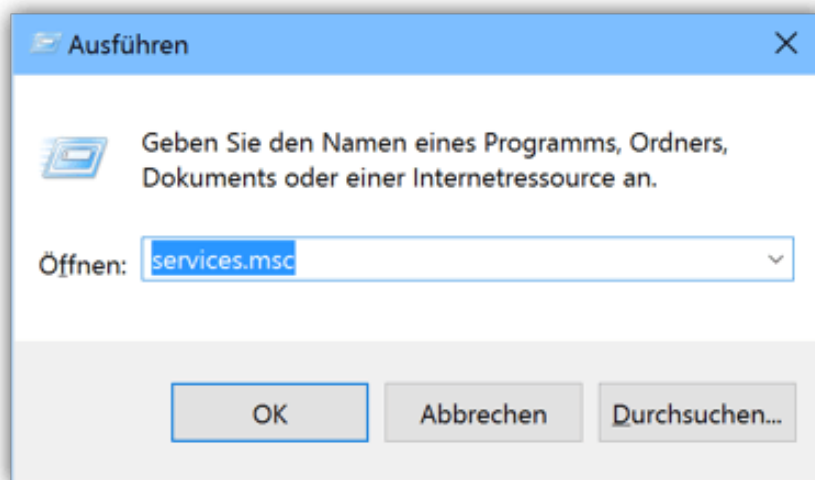 Ausführen
Geben Sie den Namen eines Programms, Ordners,
Dokuments oder einer Internetressource an.
Öffnen: services.msc
OK Abbrechen Durchsuchen...